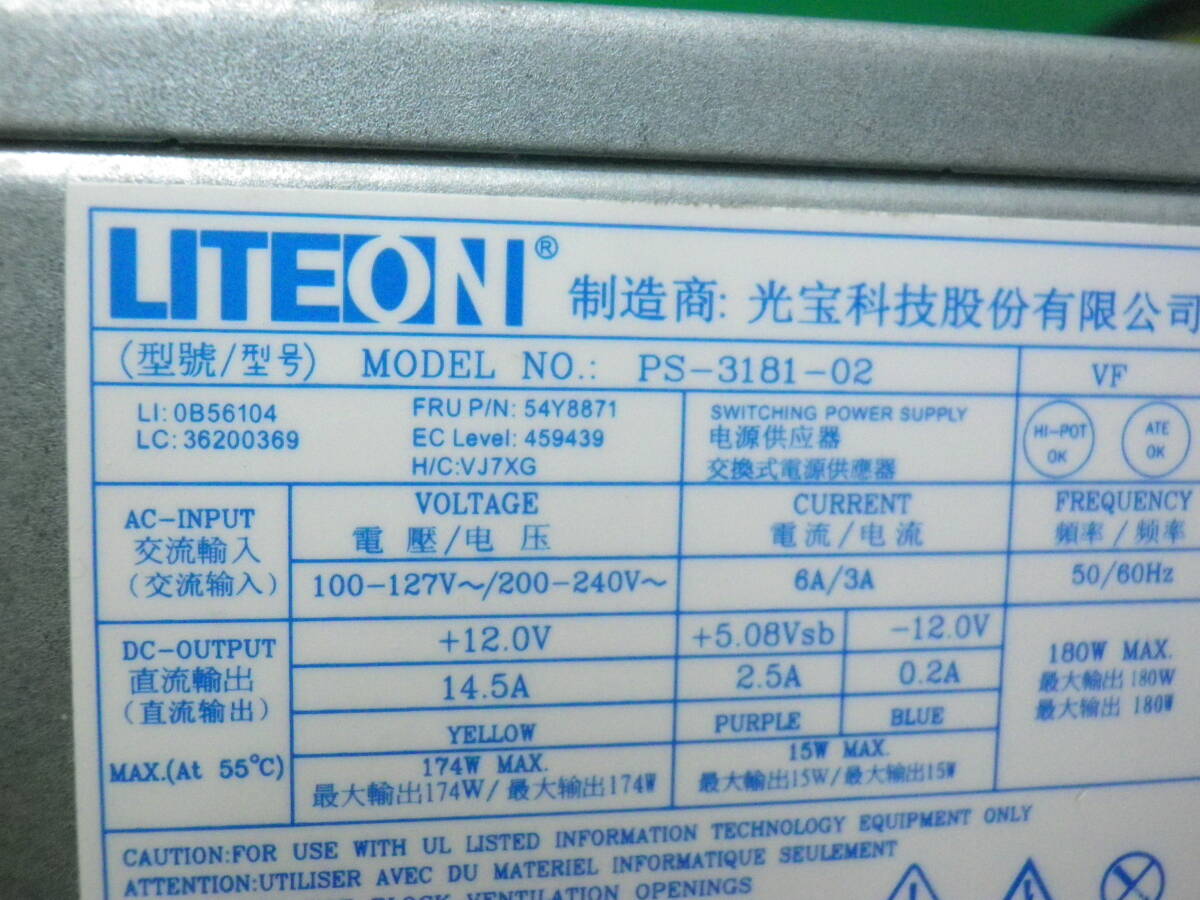 LITEON® 制造商: 光宝科技股份有限公司
(型號/型号) MODEL NO.: PS-3181-02 VF
LI: 0B56104
LC: 36200369
FRU P/N: 54Y8871
EC Level: 459439
H/C:VJ7XG
SWITCHING POWER SUPPLY
电源供应器
交換式電源供應器
HI-POT
OK
ATE
OK
AC-INPUT
交流輸入
(交流输入)
VOLTAGE
電 壓/电 压
CURRENT
電流/电流
FREQUENCY
頻率/频率
100-127V~/200-240V~
6A/3A
50/60Hz
DC-OUTPUT
直流輸出
(直流输出)
MAX.(At 55°C)
+12.0V
+5.08Vsb
-12.0V
14.5A
2.5A
0.2A
YELLOW
PURPLE
BLUE
174W MAX.
最大輸出174W/最大输出174W
15W MAX.
最大輸出15W/最大输出15W
180W MAX.
最大輸出180W
最大输出 180W
CAUTION:FOR USE WITH UL LISTED INFORMATION TECHNOLOGY EQUIPMENT ONLY
ATTENTION:UTILISER AVEC DU MATERIEL INFORMATIQUE SEULEMENT
BLOCK VENTILATION OPENINGS